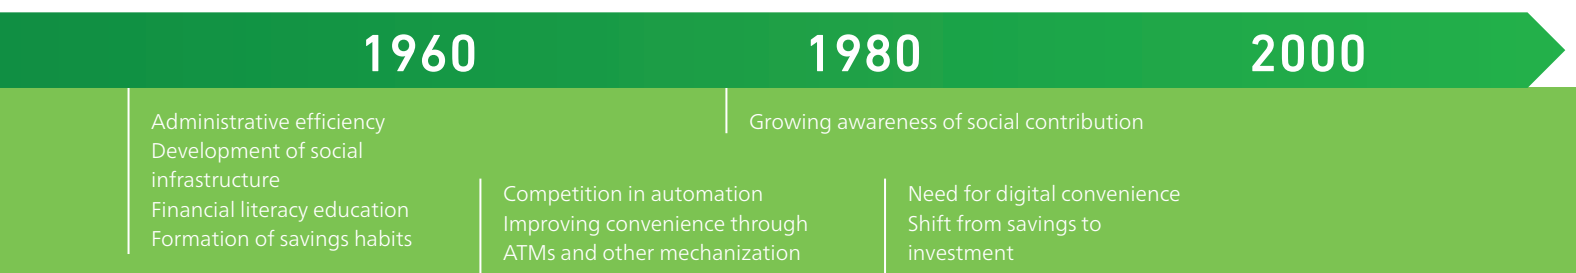 1960
1980
2000
Administrative efficiency
Development of social
infrastructure
Financial literacy education
Formation of savings habits
Competition in automation
Improving convenience through
ATMs and other mechanization
Growing awareness of social contribution
Need for digital convenience
Shift from savings to
investment